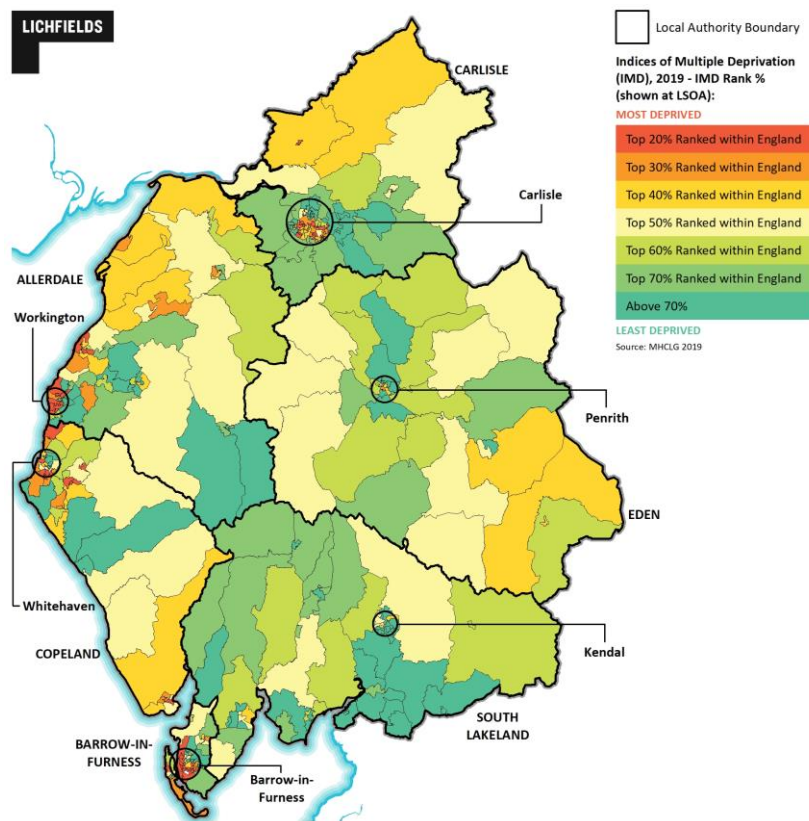 LICHFIELDS
Local Authority Boundary
Indices of Multiple Deprivation
(IMD), 2019 - IMD Rank %
(shown at LSOA):
MOST DEPRIVED
Top 20% Ranked within England
Top 30% Ranked within England
Top 40% Ranked within England
Top 50% Ranked within England
Top 60% Ranked within England
Top 70% Ranked within England
Above 70%
LEAST DEPRIVED
Source: MHCLG 2019
CARLISLE
Carlisle
ALLERDALE
Workington
Penrith
EDEN
Whitehaven
Kendal
COPELAND
SOUTH
LAKELAND
BARROW-IN-
FURNESS
Barrow-in-
Furness